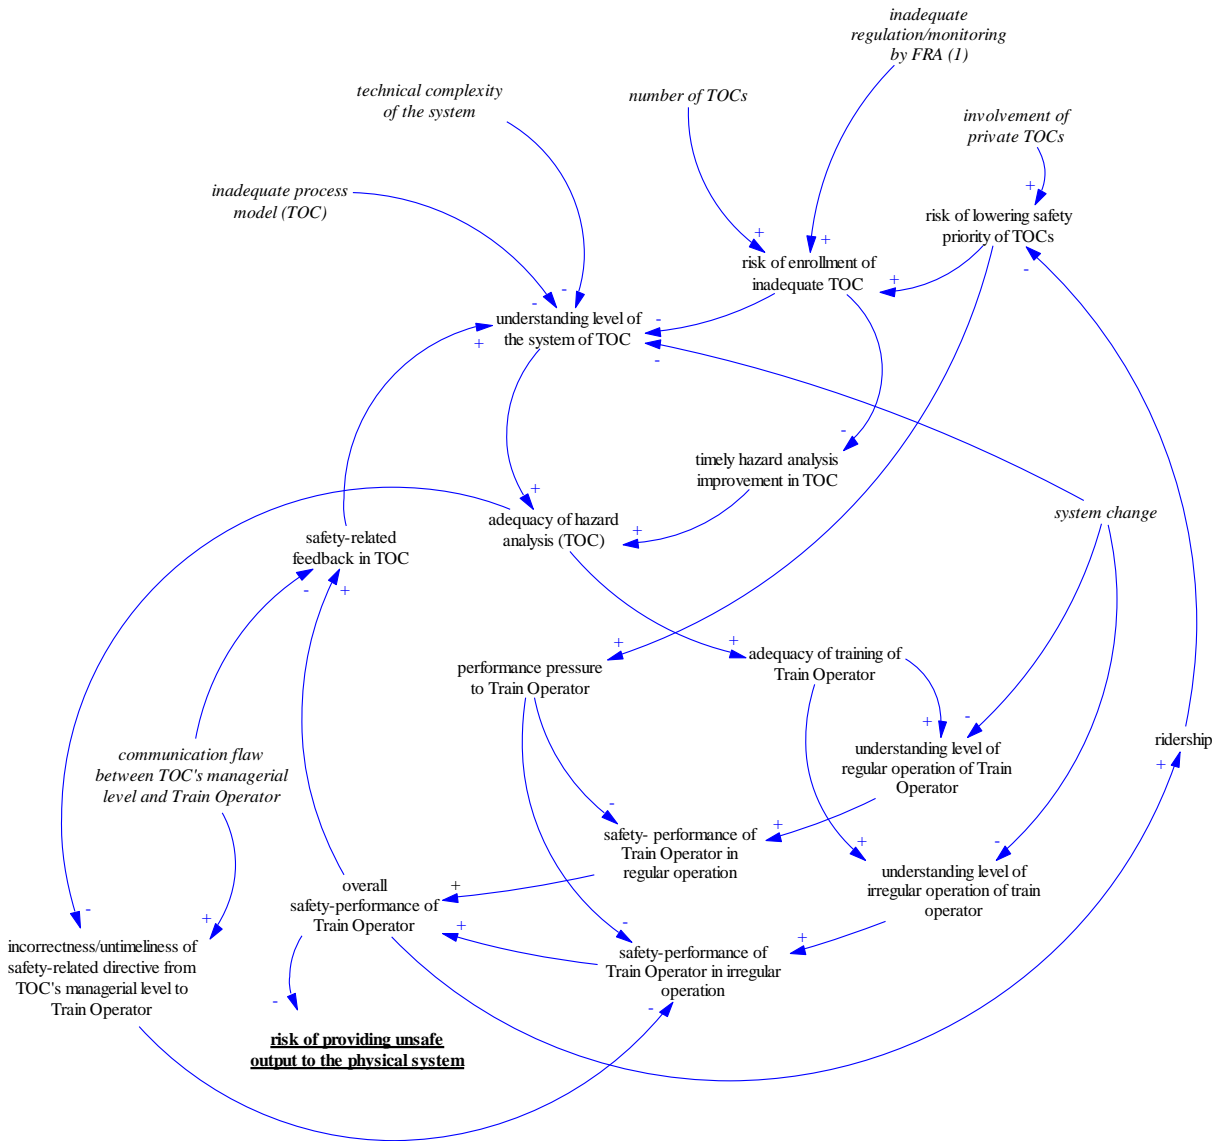 inadequate
regulation/monitoring
by FRA (1)
technical complexity
of the system
number of TOCs
involvement of
private TOCs
inadequate process
model (TOC)
+
risk of lowering safety
priority of TOCs
+
+
-
risk of enrollment of
inadequate TOC
+
-
-
understanding level of
the system of TOC
-
+
-
-
timely hazard analysis
improvement in TOC
+
adequacy of hazard
analysis (TOC)
+
system change
safety-related
feedback in TOC
-
+
+
+
adequacy of training of
Train Operator
performance pressure
to Train Operator
+
-
understanding level of
regular operation of Train
Operator
ridership
+
communication flaw
between TOC's managerial
level and Train Operator
-
+
safety- performance of
Train Operator in
regular operation
+
-
understanding level of
irregular operation of train
operator
overall
safety-performance of
Train Operator
+
+
-
+
safety-performance of
Train Operator in irregular
operation
-
-
+
incorrectness/untimeliness of
safety-related directive from
TOC's managerial level to
Train Operator
-
risk of providing unsafe
output to the physical system